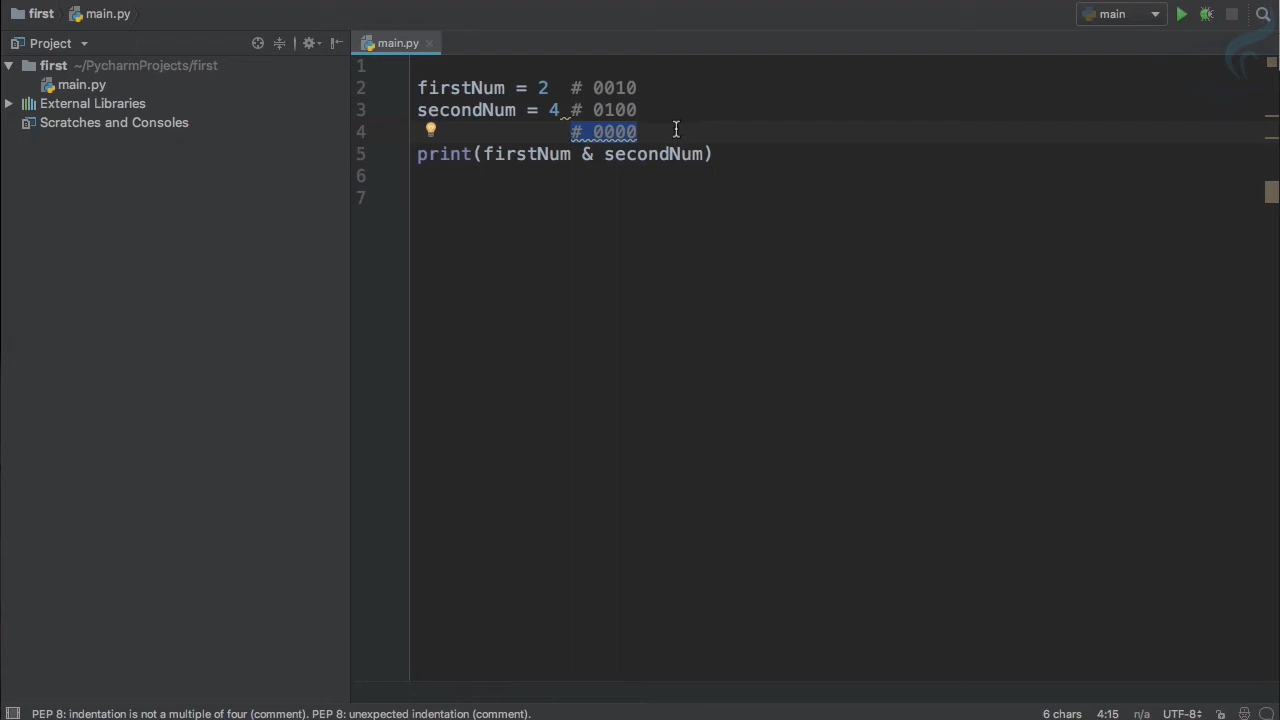 first main.py main
Project main.py
first ~/PycharmProjects/first
main.py
External Libraries
Scratches and Consoles
1
2 firstNum = 2 # 0010
3 secondNum = 4 # 0100
4 # 0000
5 print(firstNum & secondNum)
6
7
PEP 8: indentation is not a multiple of four (comment). PEP 8: unexpected indentation (comment). 6 chars 4:15 n/a UTF-8